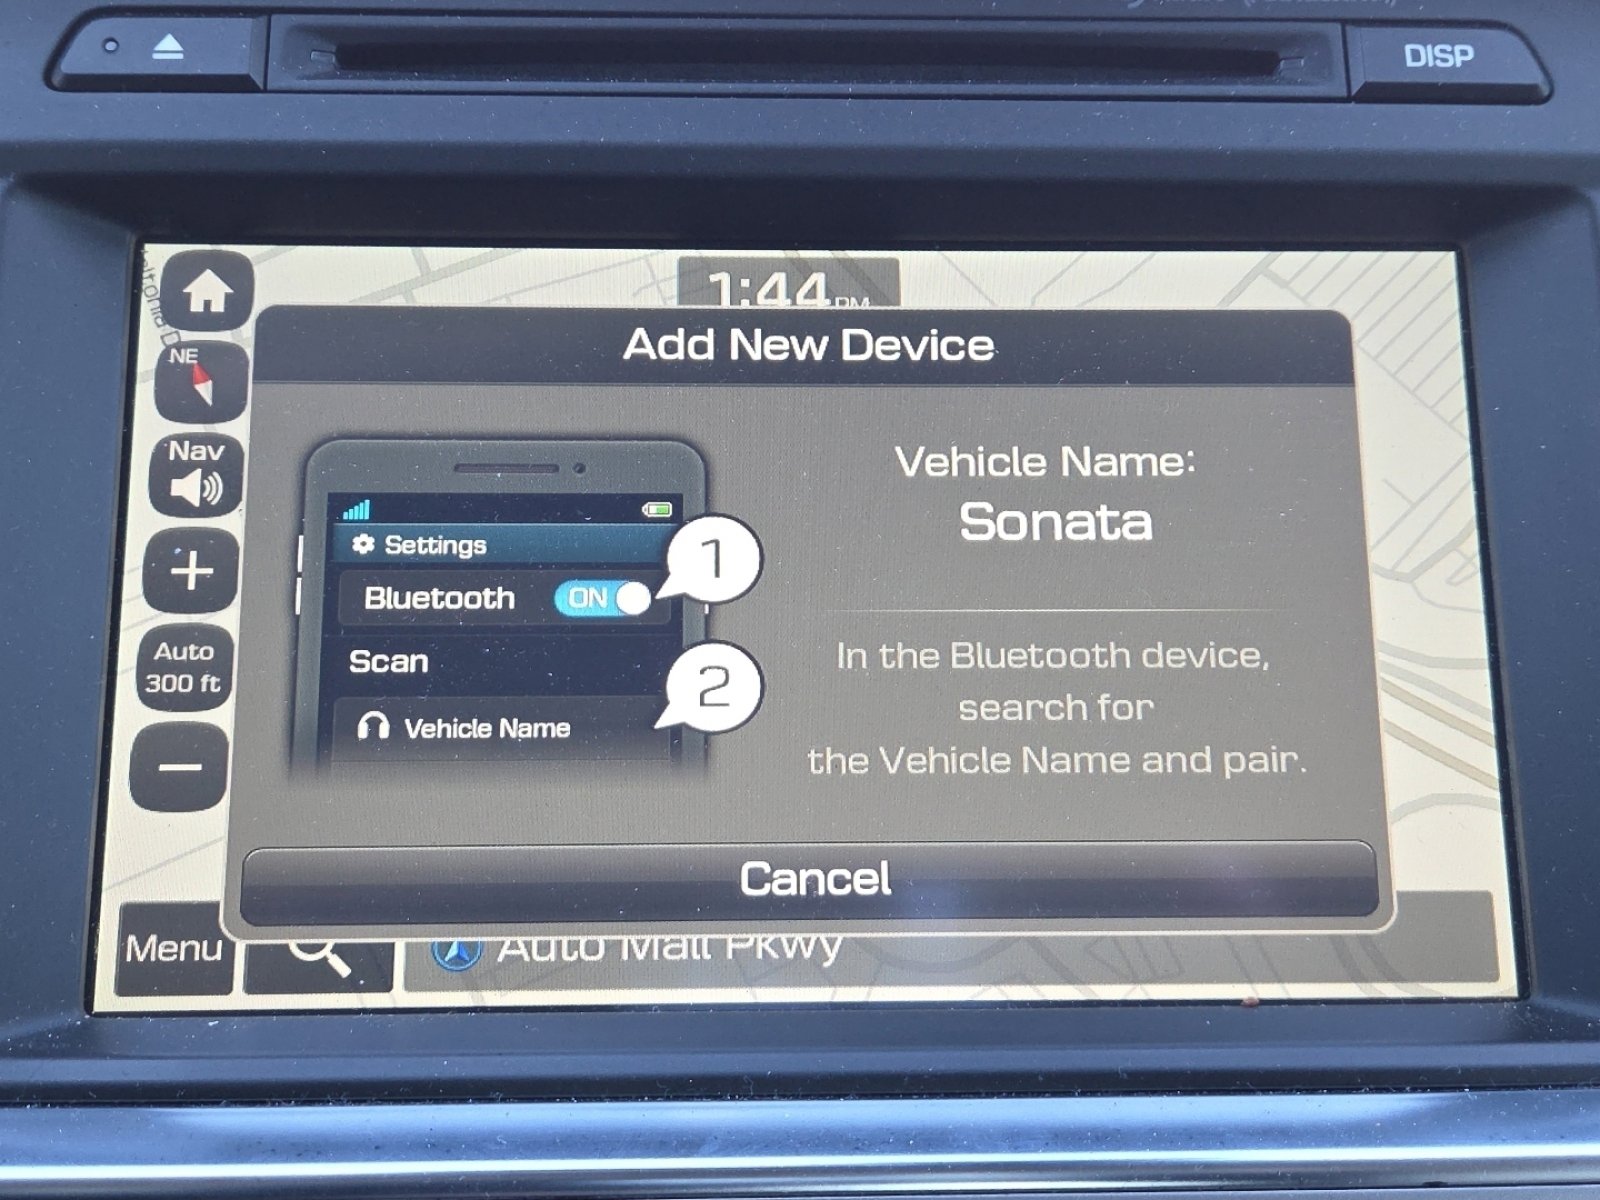 DISP
1:44 PM
Add New Device
NE
Nav
Auto
300 ft
Vehicle Name:
Sonata
Settings
Bluetooth ON
1
Scan
2
Vehicle Name
In the Bluetooth device,
search for
the Vehicle Name and pair.
Cancel
Menu
Auto Mall Pkwy